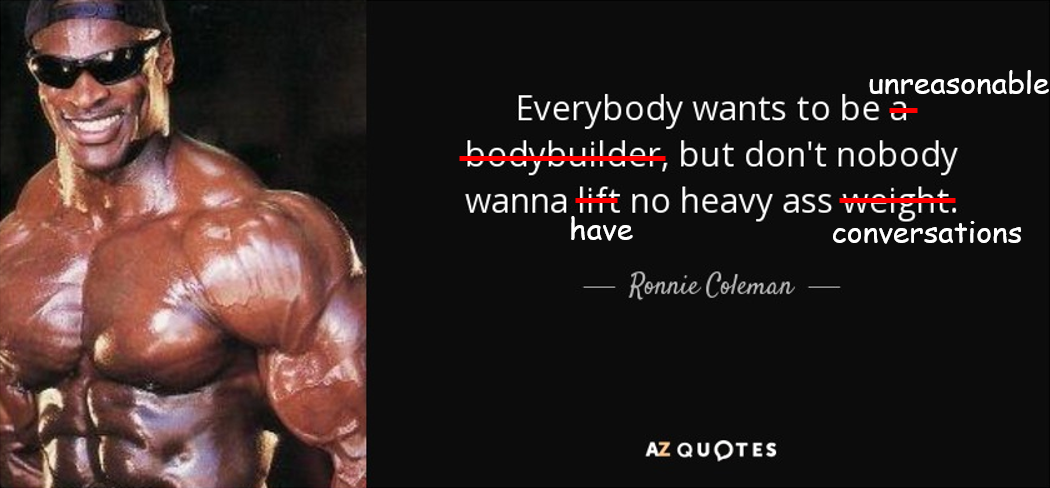 unreasonable
Everybody wants to be a
bodybuilder, but don't nobody
wanna lift no heavy ass weight.
have conversations
Ronnie Coleman
AZ QUOTES